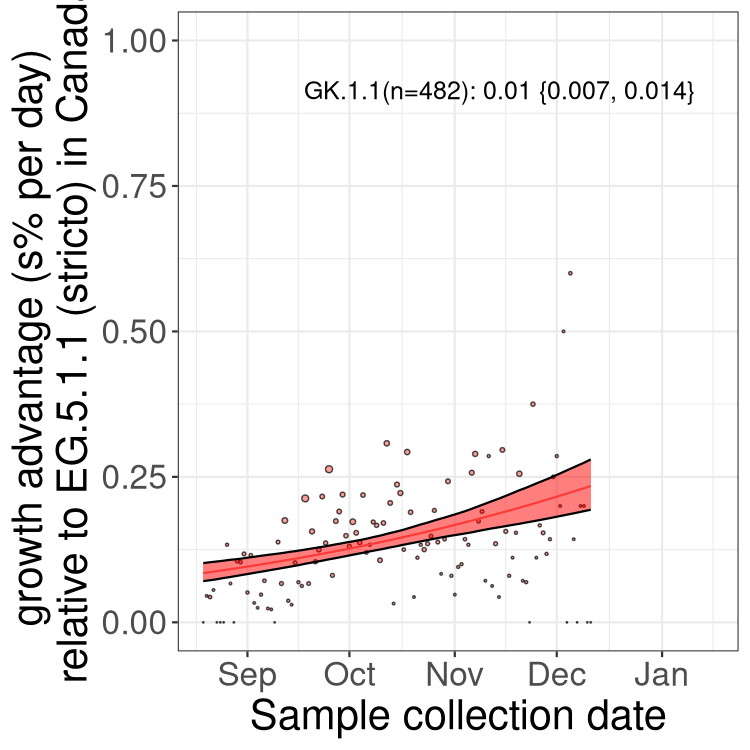 growth advantage (s% per day)
relative to EG.5.1.1 (stricto) in Canada
1.00
0.75
0.50
0.25
0.00
GK.1.1(n=482): 0.01 {0.007, 0.014}
Sep Oct Nov Dec Jan
Sample collection date